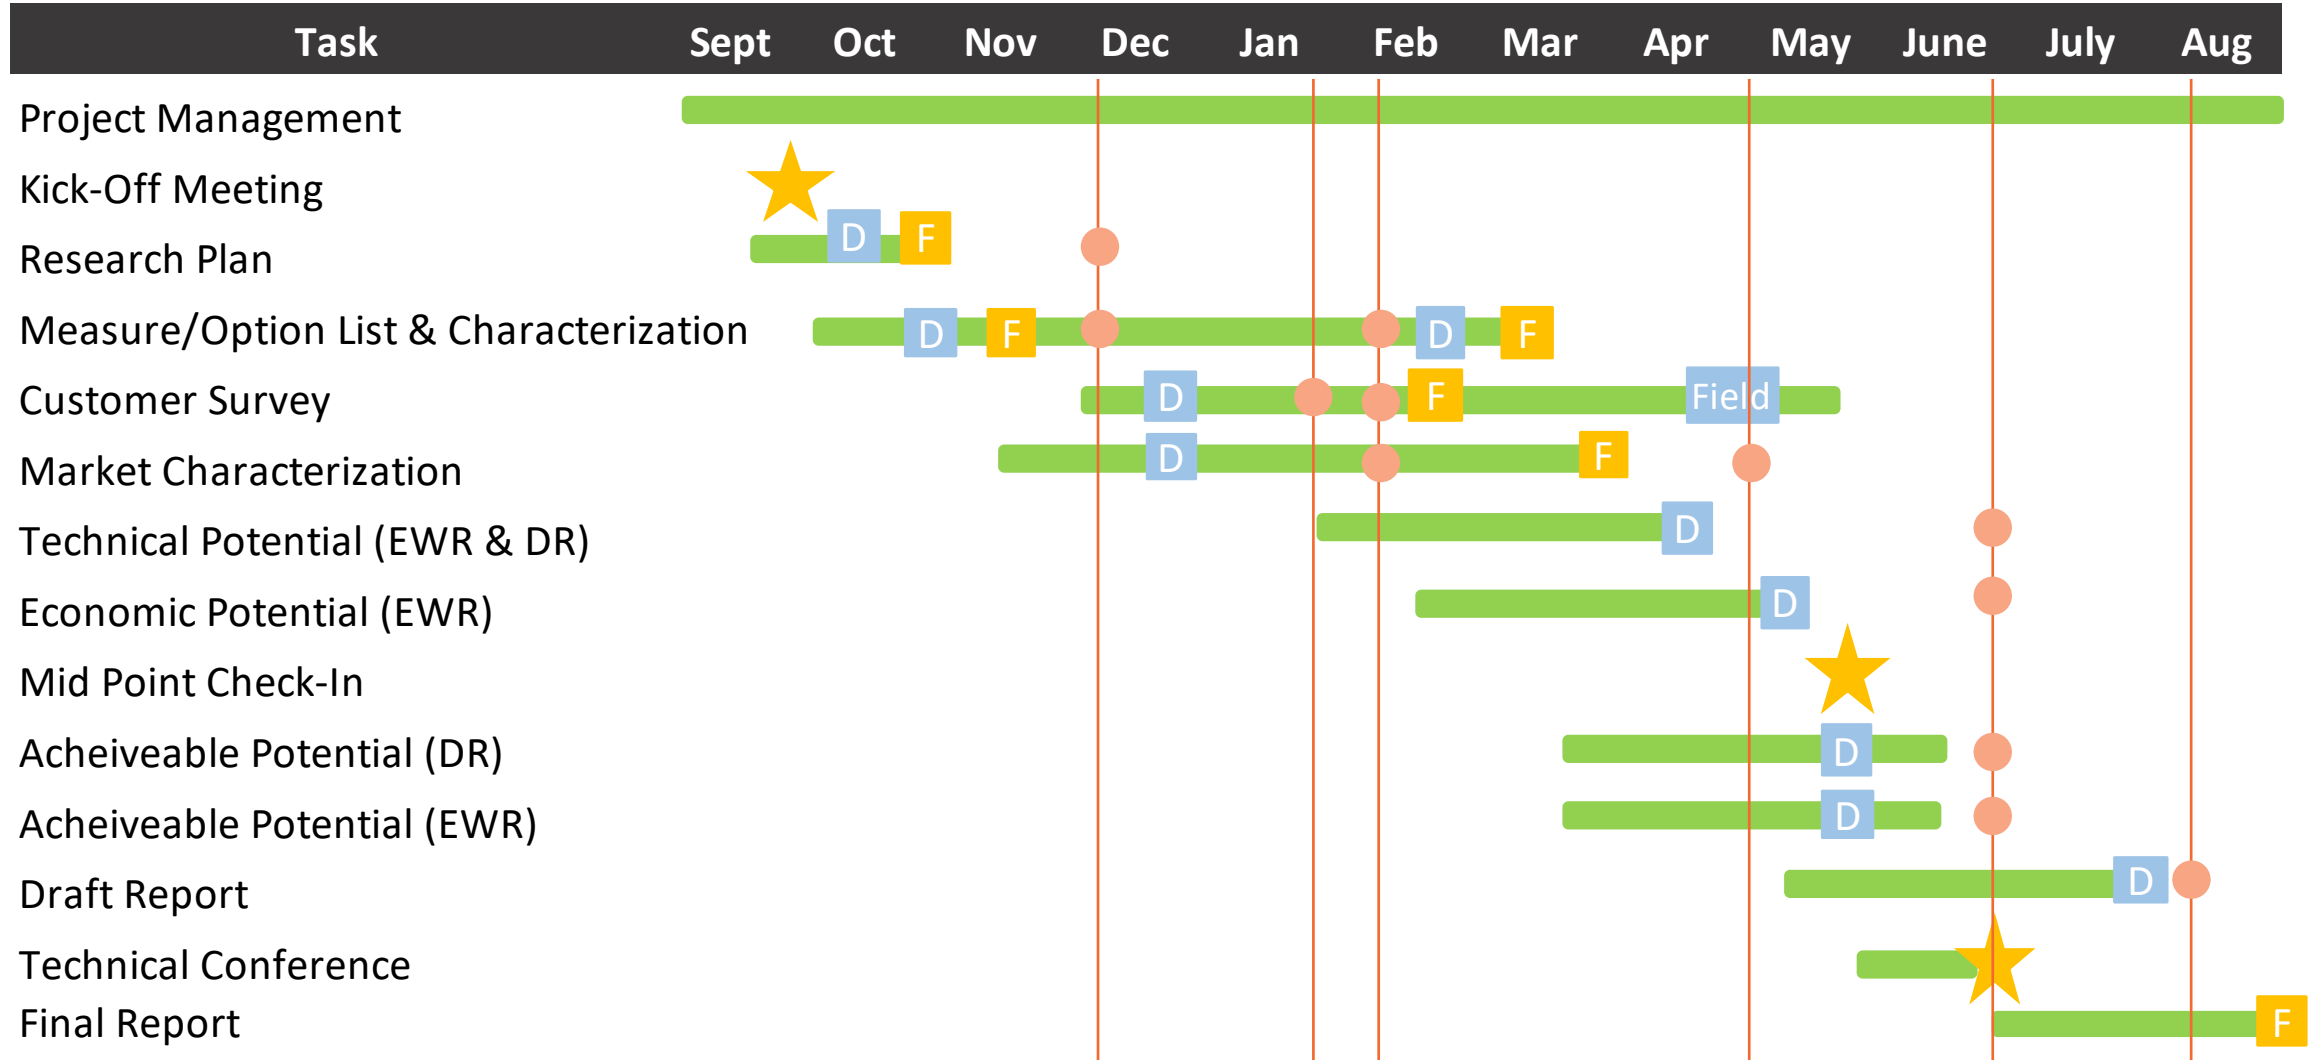 Task Sept Oct Nov Dec Jan Feb Mar Apr May June July Aug
Project Management
Kick-Off Meeting
Research Plan D F
Measure/Option List & Characterization D F D F
Customer Survey D F Field
Market Characterization D F
Technical Potential (EWR & DR) D
Economic Potential (EWR) D
Mid Point Check-In
Acheiveable Potential (DR) D
Acheiveable Potential (EWR) D
Draft Report D
Technical Conference
Final Report F